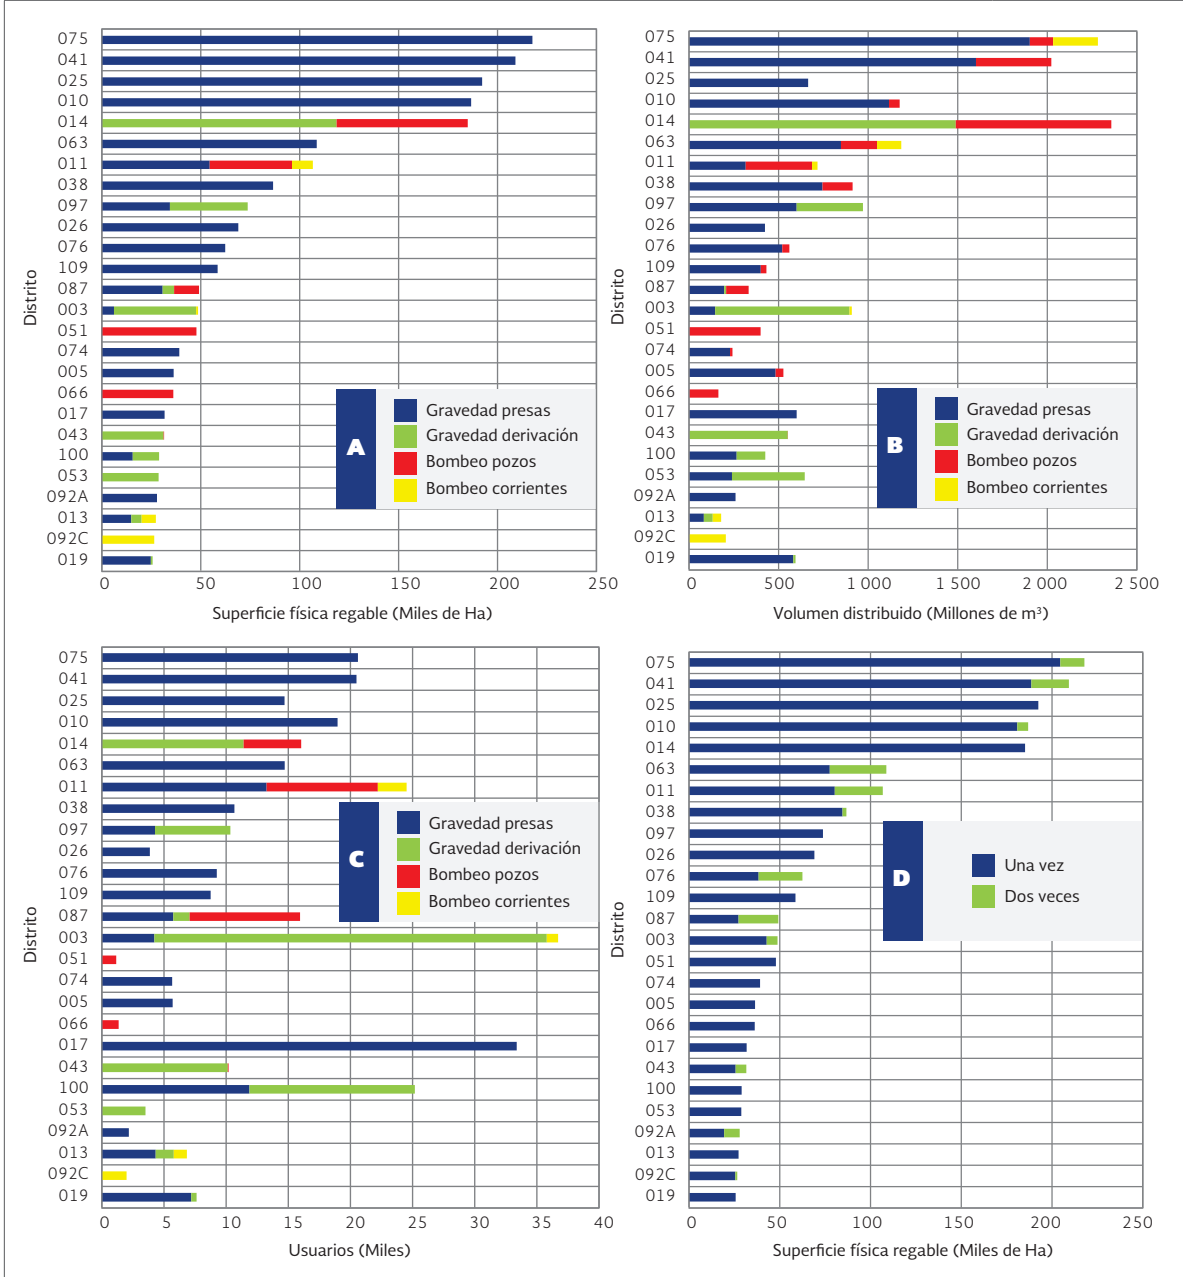 075
041
025
010
014
063
011
038
097
026
076
109
087
003
051
074
005
066
017
043
100
053
092A
013
092C
019
Distrito
0 50 100 150 200 250
Superficie física regable (Miles de Ha)
A
Gravedad presas
Gravedad derivación
Bombeo pozos
Bombeo corrientes
075
041
025
010
014
063
011
038
097
026
076
109
087
003
051
074
005
066
017
043
100
053
092A
013
092C
019
Distrito
0 500 1 000 1 500 2 000 2 500
Volumen distribuido (Millones de m³)
B
Gravedad presas
Gravedad derivación
Bombeo pozos
Bombeo corrientes
075
041
025
010
014
063
011
038
097
026
076
109
087
003
051
074
005
066
017
043
100
053
092A
013
092C
019
Distrito
0 5 10 15 20 25 30 35 40
Usuarios (Miles)
C
Gravedad presas
Gravedad derivación
Bombeo pozos
Bombeo corrientes
075
041
025
010
014
063
011
038
097
026
076
109
087
003
051
074
005
066
017
043
100
053
092A
013
092C
019
Distrito
0 50 100 150 200 250
Superficie física regable (Miles de Ha)
D
Una vez
Dos veces